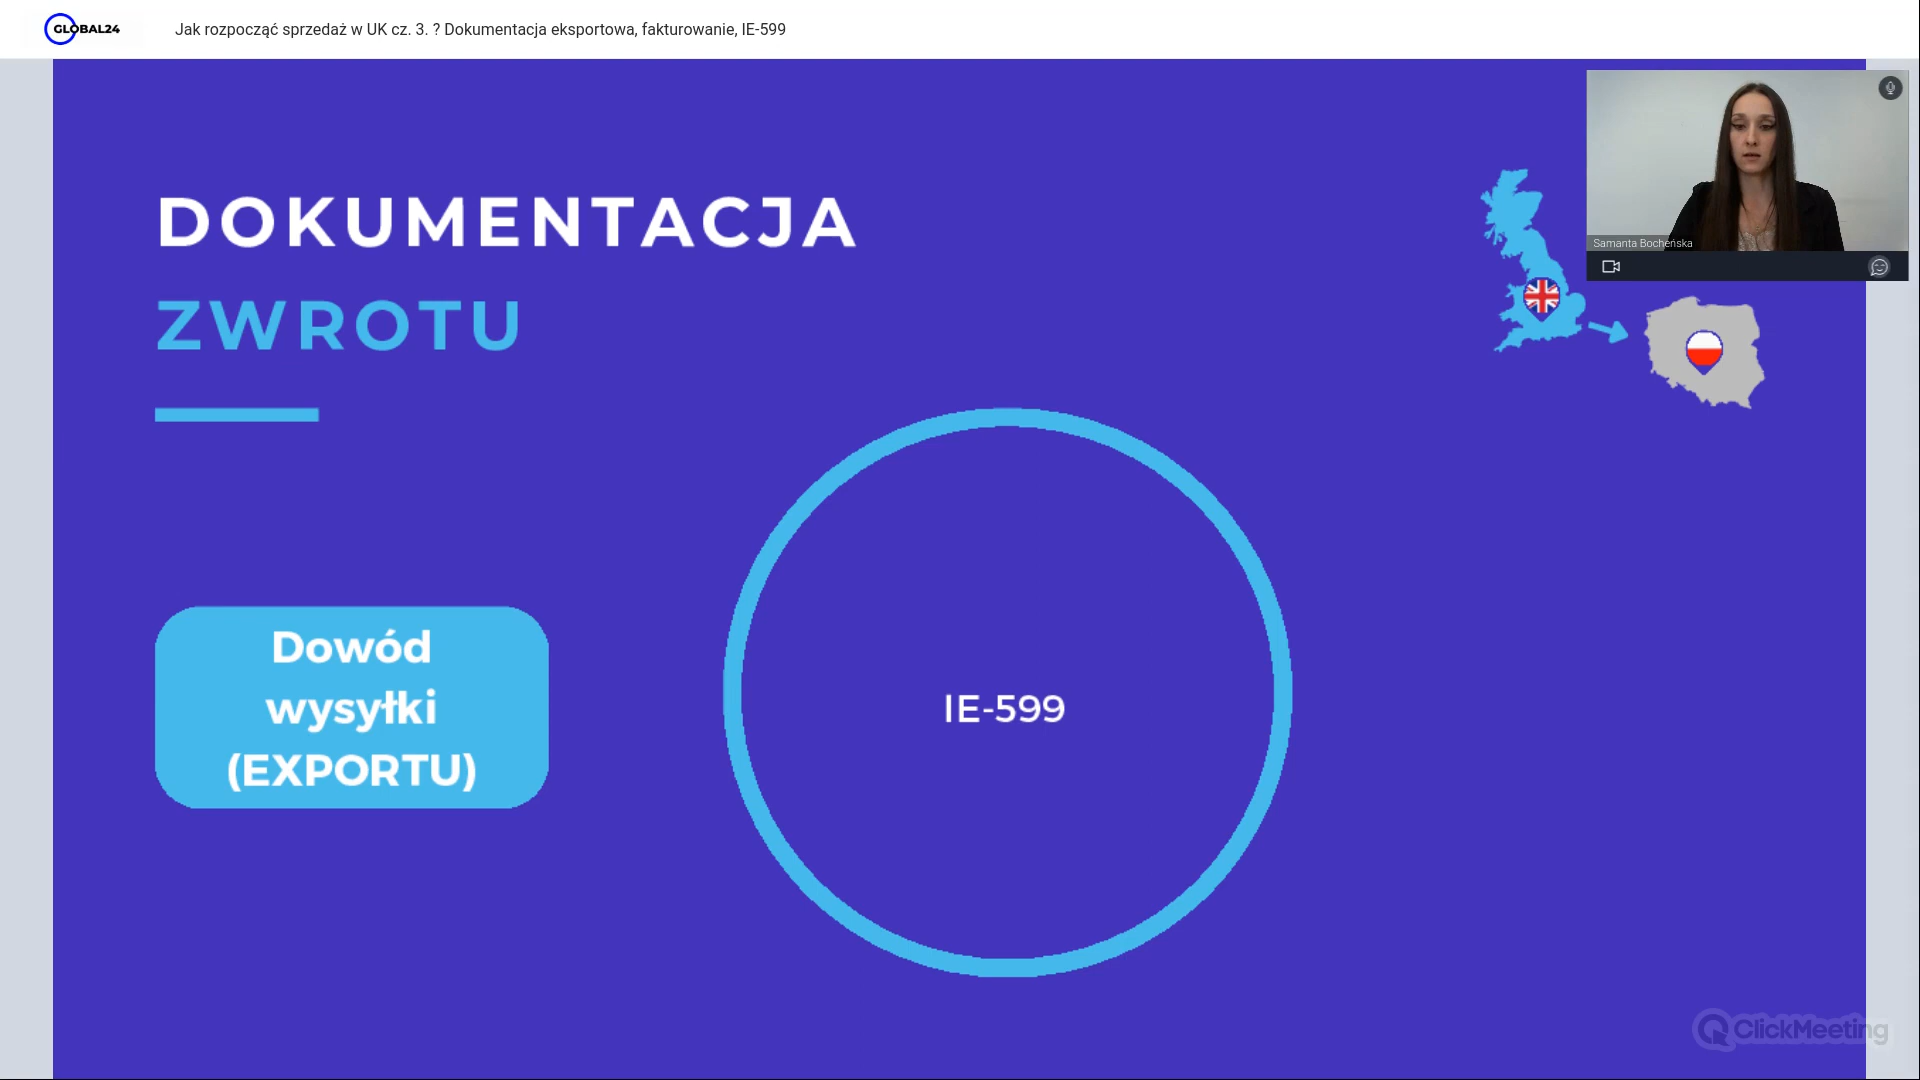 GLOBAL24
Jak rozpocząć sprzedaż w UK cz. 3. ? Dokumentacja eksportowa, fakturowanie, IE-599
Samanta Bocheńska
DOKUMENTACJA
ZWROTU
Dowód
wysyłki
(EXPORTU)
IE-599
ClickMeeting